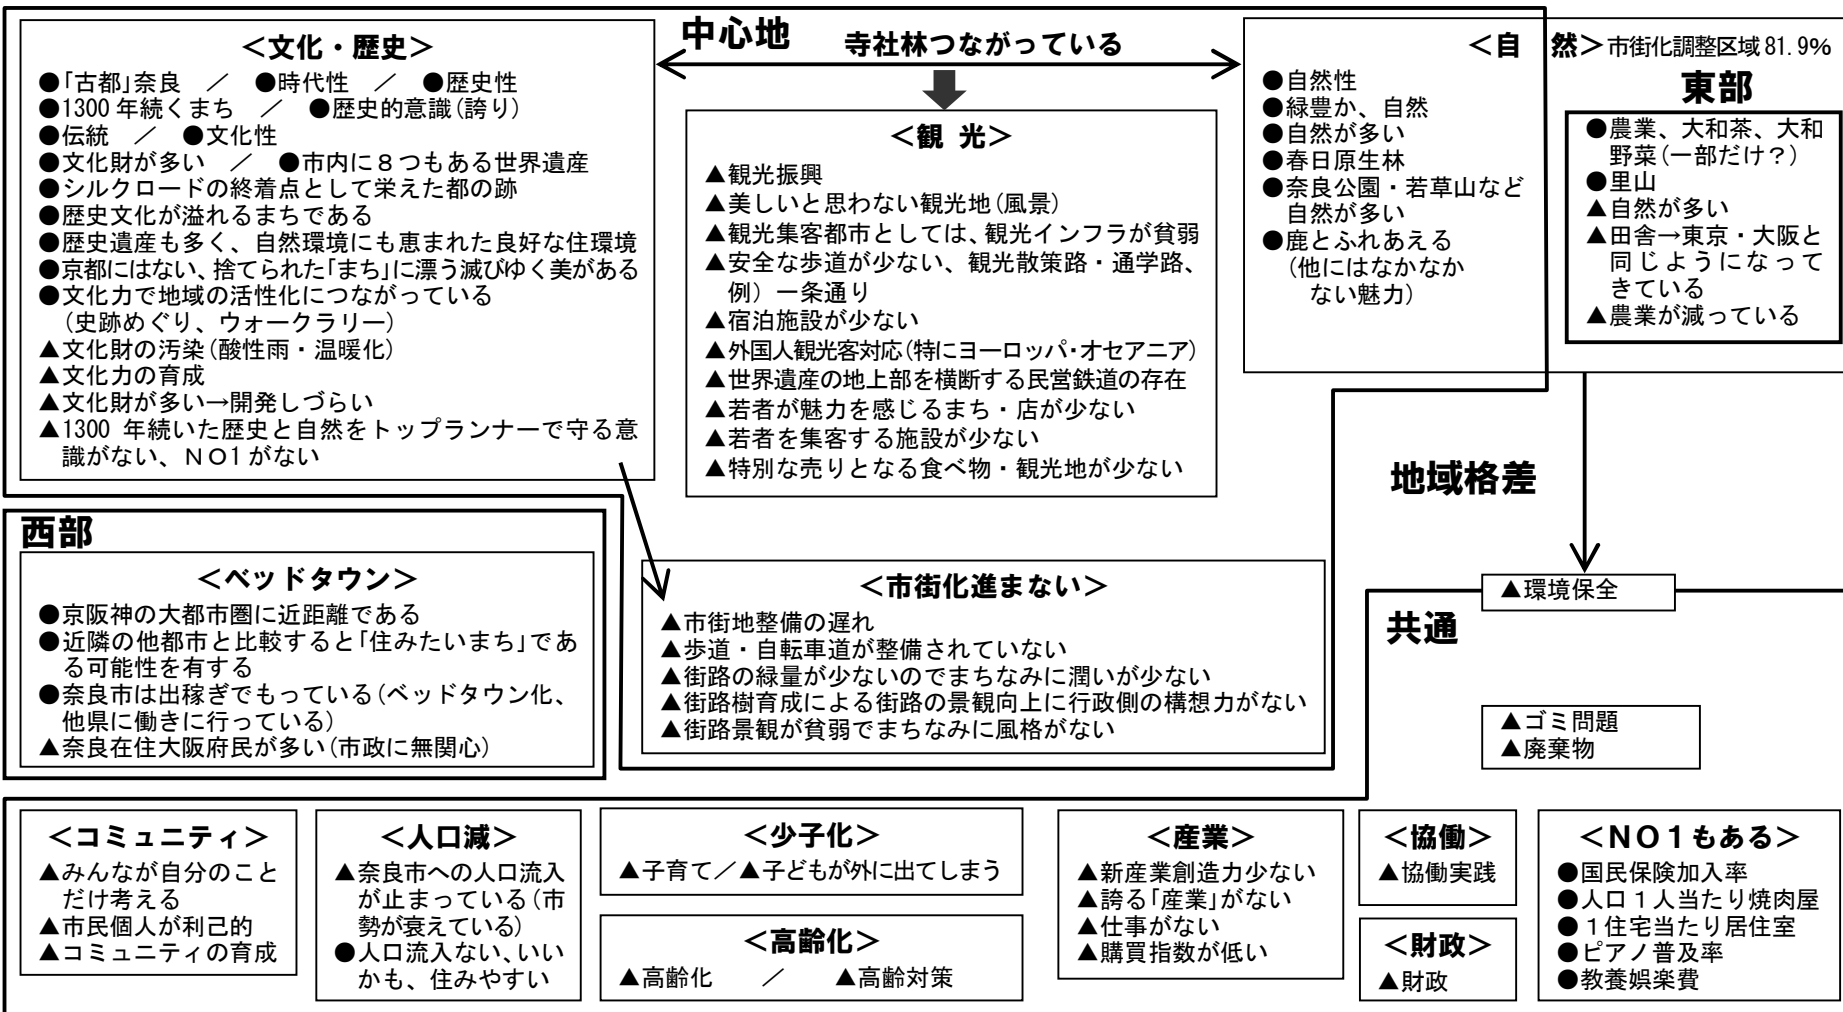 中心地
寺社林つながっている
＜文化・歴史＞
●「古都」奈良　／　●時代性　／　●歴史性
●1300年続くまち　／　●歴史的意識（誇り）
●伝統　／　●文化性
●文化財が多い　／　●市内に８つもある世界遺産
●シルクロードの終着点として栄えた都の跡
●歴史文化が溢れるまちである
●歴史遺産も多く、自然環境にも恵まれた良好な住環境
●京都にはない、捨てられた「まち」に漂う滅びゆく美がある
●文化力で地域の活性化につながっている
（史跡めぐり、ウォークラリー）
▲文化財の汚染（酸性雨・温暖化）
▲文化力の育成
▲文化財が多い→開発しづらい
▲1300 年続いた歴史と自然をトップランナーで守る意
識がない、ＮＯ1がない
＜観 光＞
▲観光振興
▲美しいと思わない観光地（風景）
▲観光集客都市としては、観光インフラが貧弱
▲安全な歩道が少ない、観光散策路・通学路、
例）一条通り
▲宿泊施設が少ない
▲外国人観光客対応（特にヨーロッパ・オセアニア）
▲世界遺産の地上部を横断する民営鉄道の存在
▲若者が魅力を感じるまち・店が少ない
▲若者を集客する施設が少ない
▲特別な売りとなる食べ物・観光地が少ない
＜自　然＞市街化調整区域81.9%
●自然性
●緑豊か、自然
●自然が多い
●春日原生林
●奈良公園・若草山など
自然が多い
●鹿とふれあえる
（他にはなかなか
ない魅力）
東部
●農業、大和茶、大和
野菜（一部だけ？）
●里山
▲自然が多い
▲田舎→東京・大阪と
同じようになって
きている
▲農業が減っている
地域格差
西部
＜ベッドタウン＞
●京阪神の大都市圏に近距離である
●近隣の他都市と比較すると「住みたいまち」であ
る可能性を有する
●奈良市は出稼ぎでもっている（ベッドタウン化、
他県に働きに行っている）
▲奈良在住大阪府民が多い（市政に無関心）
＜市街化進まない＞
▲市街地整備の遅れ
▲歩道・自転車道が整備されていない
▲街路の緑量が少ないのでまちなみに潤いが少ない
▲街路樹育成による街路の景観向上に行政側の構想力がない
▲街路景観が貧弱でまちなみに風格がない
共通
▲環境保全
▲ゴミ問題
▲廃棄物
＜コミュニティ＞
▲みんなが自分のこと
だけ考える
▲市民個人が利己的
▲コミュニティの育成
＜人口減＞
▲奈良市への人口流入
が止まっている（市
勢が衰えている）
●人口流入ない、いい
かも、住みやすい
＜少子化＞
▲子育て／▲子どもが外に出てしまう
＜高齢化＞
▲高齢化　／　▲高齢対策
＜産業＞
▲新産業創造力少ない
▲誇る「産業」がない
▲仕事がない
▲購買指数が低い
＜協働＞
▲協働実践
＜財政＞
▲財政
＜ＮＯ１もある＞
●国民保険加入率
●人口１人当たり焼肉屋
●１住宅当たり居住室
●ピアノ普及率
●教養娯楽費